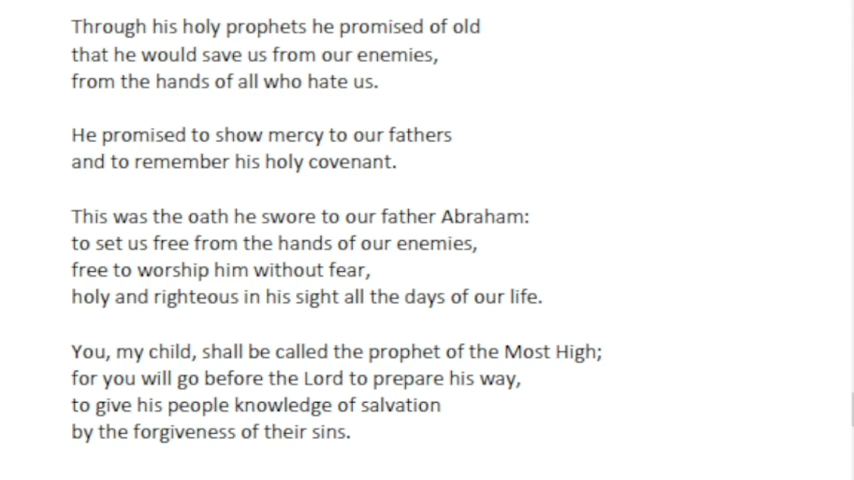 Through his holy prophets he promised of old
that he would save us from our enemies,
from the hands of all who hate us.
He promised to show mercy to our fathers
and to remember his holy covenant.
This was the oath he swore to our father Abraham:
to set us free from the hands of our enemies,
free to worship him without fear,
holy and righteous in his sight all the days of our life.
You, my child, shall be called the prophet of the Most High;
for you will go before the Lord to prepare his way,
to give his people knowledge of salvation
by the forgiveness of their sins.